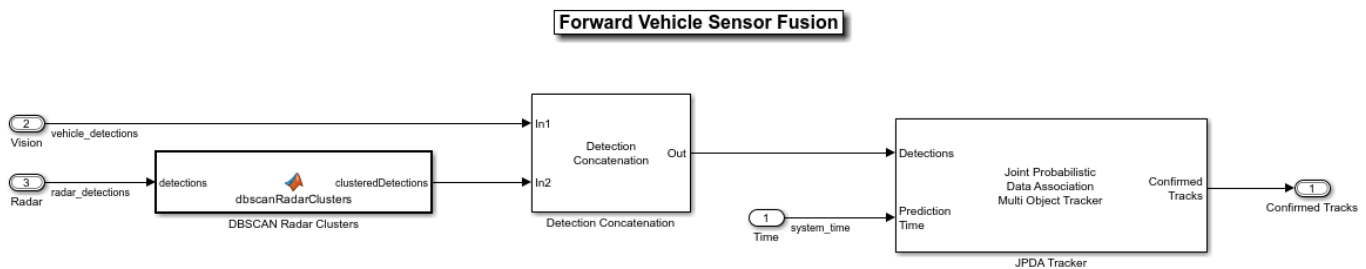 Forward Vehicle Sensor Fusion
2
Vision
vehicle_detections
3
Radar
radar_detections
detections
clusteredDetections
dbscanRadarClusters
DBSCAN Radar Clusters
In1
In2
Detection
Concatenation
Out
Detection Concatenation
1
Time
system_time
Detections
Prediction
Time
Joint Probabilistic
Data Association
Multi Object Tracker
Confirmed
Tracks
JPDA Tracker
1
Confirmed Tracks